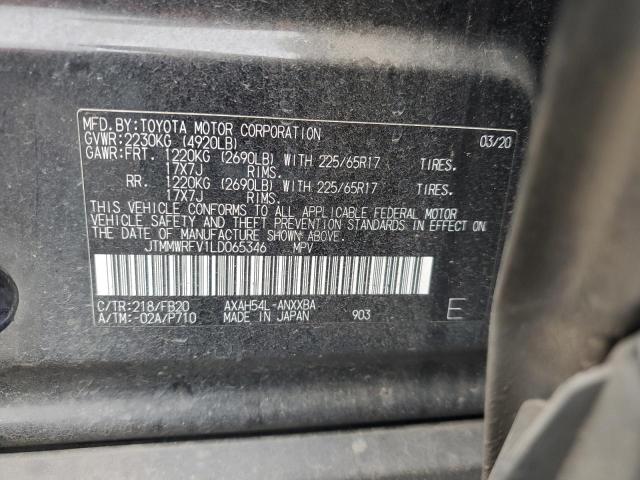 MFD.BY:TOYOTA MOTOR CORPORATION 03/20
GVWR:2230KG (4920LB)
GAWR:FRT. 1220KG (2690LB) WITH 225/65R17 TIRES.
17X7J RIMS.
RR. 1220KG (2690LB) WITH 225/65R17 TIRES.
17X7J RIMS.
THIS VEHICLE CONFORMS TO ALL APPLICABLE FEDERAL MOTOR
VEHICLE SAFETY AND THEFT PREVENTION STANDARDS IN EFFECT ON
THE DATE OF MANUFACTURE SHOWN ABOVE.
JTMMWRFV1LD065346 MPV
C/TR:218/FB20 AXAH54L-ANXXBA
A/TM:-02A/P710 MADE IN JAPAN 903 E